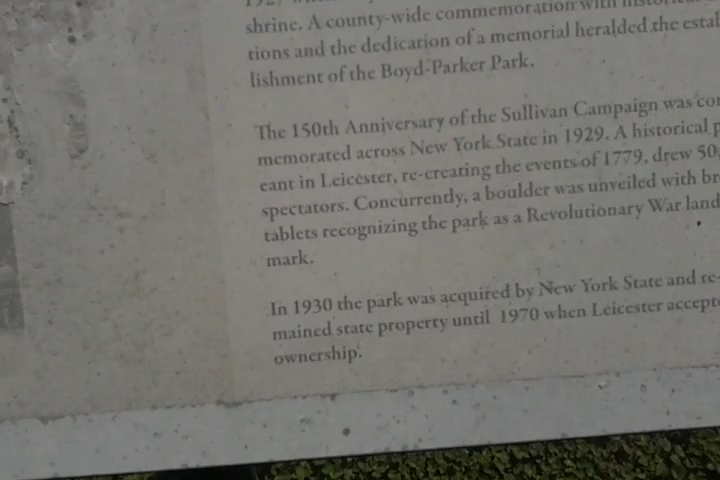 shrine. A county-wide commemoration with
tions and the dedication of a memorial heralded the
lishment of the Boyd-Parker Park.
The 150th Anniversary of the Sullivan Campaign was
memorated across New York State in 1929. A historical
eant in Leicester, re-creating the events of 1779, drew 50,
spectators. Concurrently, a boulder was unveiled with
tablets recognizing the park as a Revolutionary War land
mark.
In 1930 the park was acquired by New York State and re-
mained state property until 1970 when Leicester
ownership.